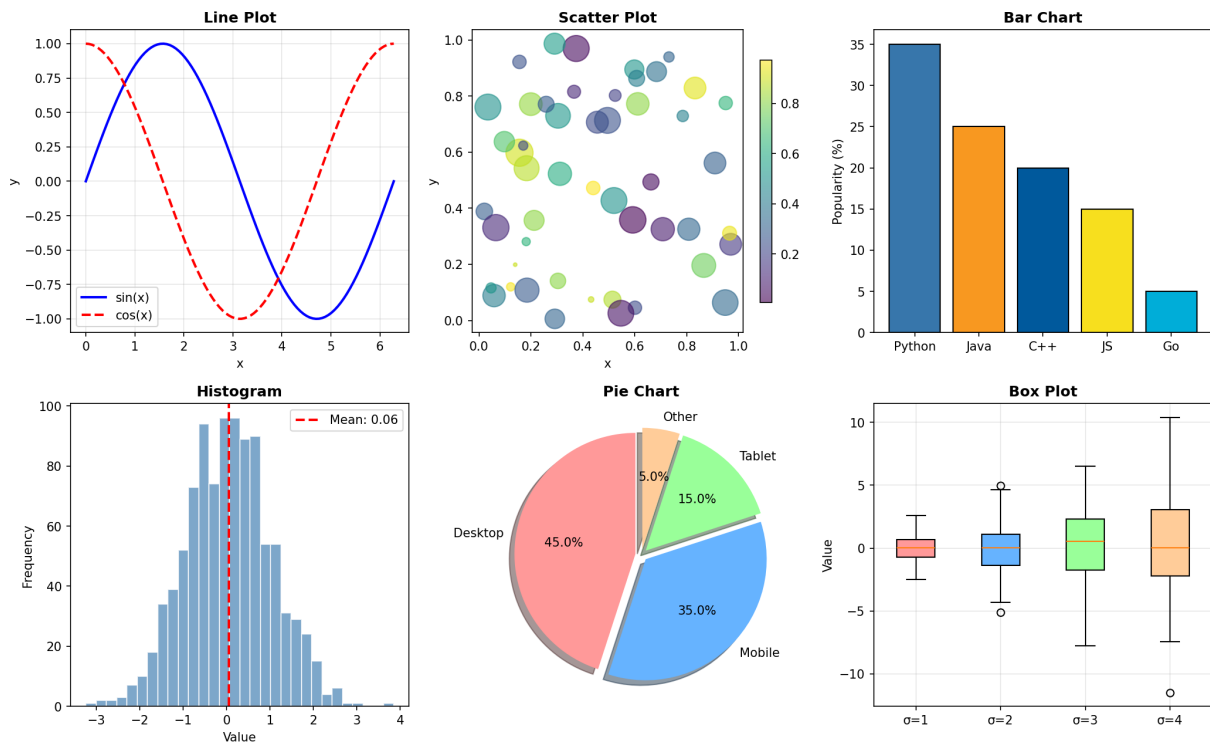 Line Plot
1.00
0.75
0.50
0.25
0.00
−0.25
−0.50
−0.75
−1.00
y
sin(x)
cos(x)
0 1 2 3 4 5 6
x
Scatter Plot
1.0
0.8
0.6
0.4
0.2
0.0
y
0.0 0.2 0.4 0.6 0.8 1.0
x
0.8
0.6
0.4
0.2
Bar Chart
35
30
25
20
15
10
5
0
Popularity (%)
Python Java C++ JS Go
Histogram
100
80
60
40
20
0
Frequency
Mean: 0.06
−3 −2 −1 0 1 2 3 4
Value
Pie Chart
Other
Tablet
5.0%
15.0%
Desktop
45.0%
35.0%
Mobile
Box Plot
10
5
0
−5
−10
Value
σ=1 σ=2 σ=3 σ=4